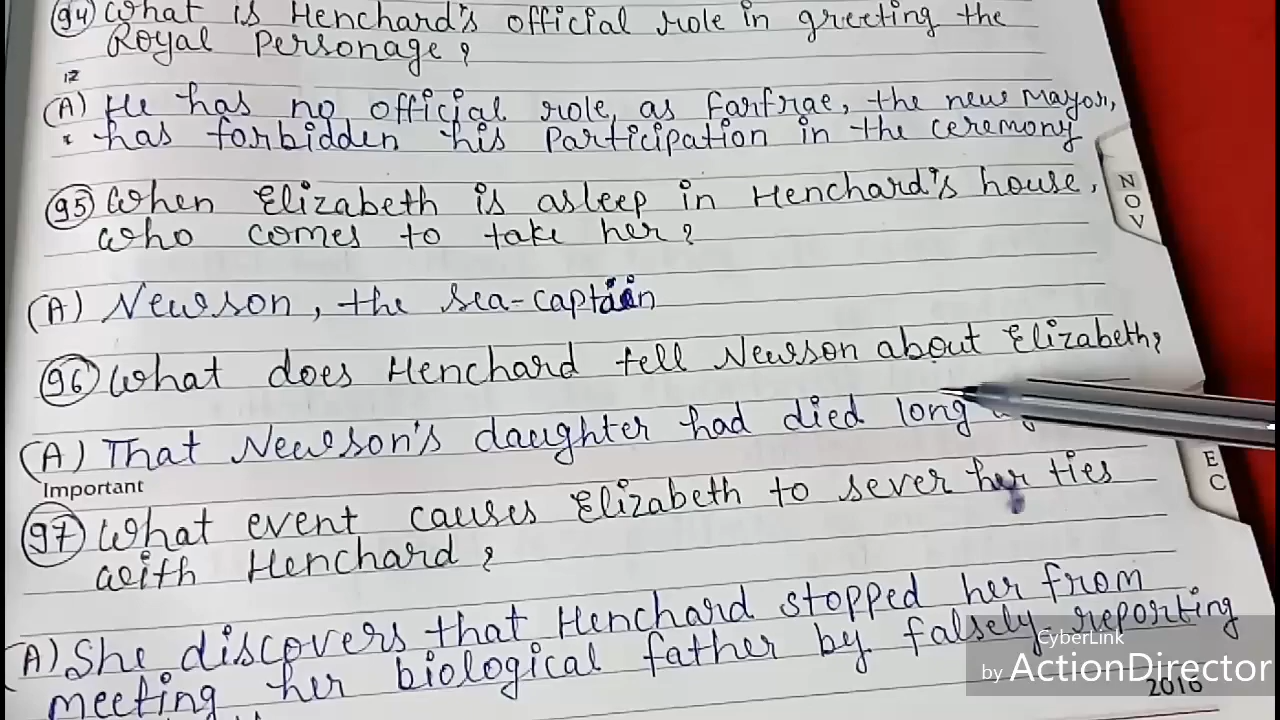 94) What is Henchard's official role in greeting the
Royal Personage?
(A) He has no official role, as Farfrae, the new Mayor,
has forbidden his participation in the ceremony
95) When Elizabeth is asleep in Henchard's house,
who comes to take her?
(A) Newson, the sea-captain
96) What does Henchard tell Newson about Elizabeth?
(A) That Newson's daughter had died long
Important
97) What event causes Elizabeth to sever her ties
with Henchard?
(A) She discovers that Henchard stopped her from
meeting her biological father by falsely reporting
NOV
EC
CyberLink
by ActionDirector
2016